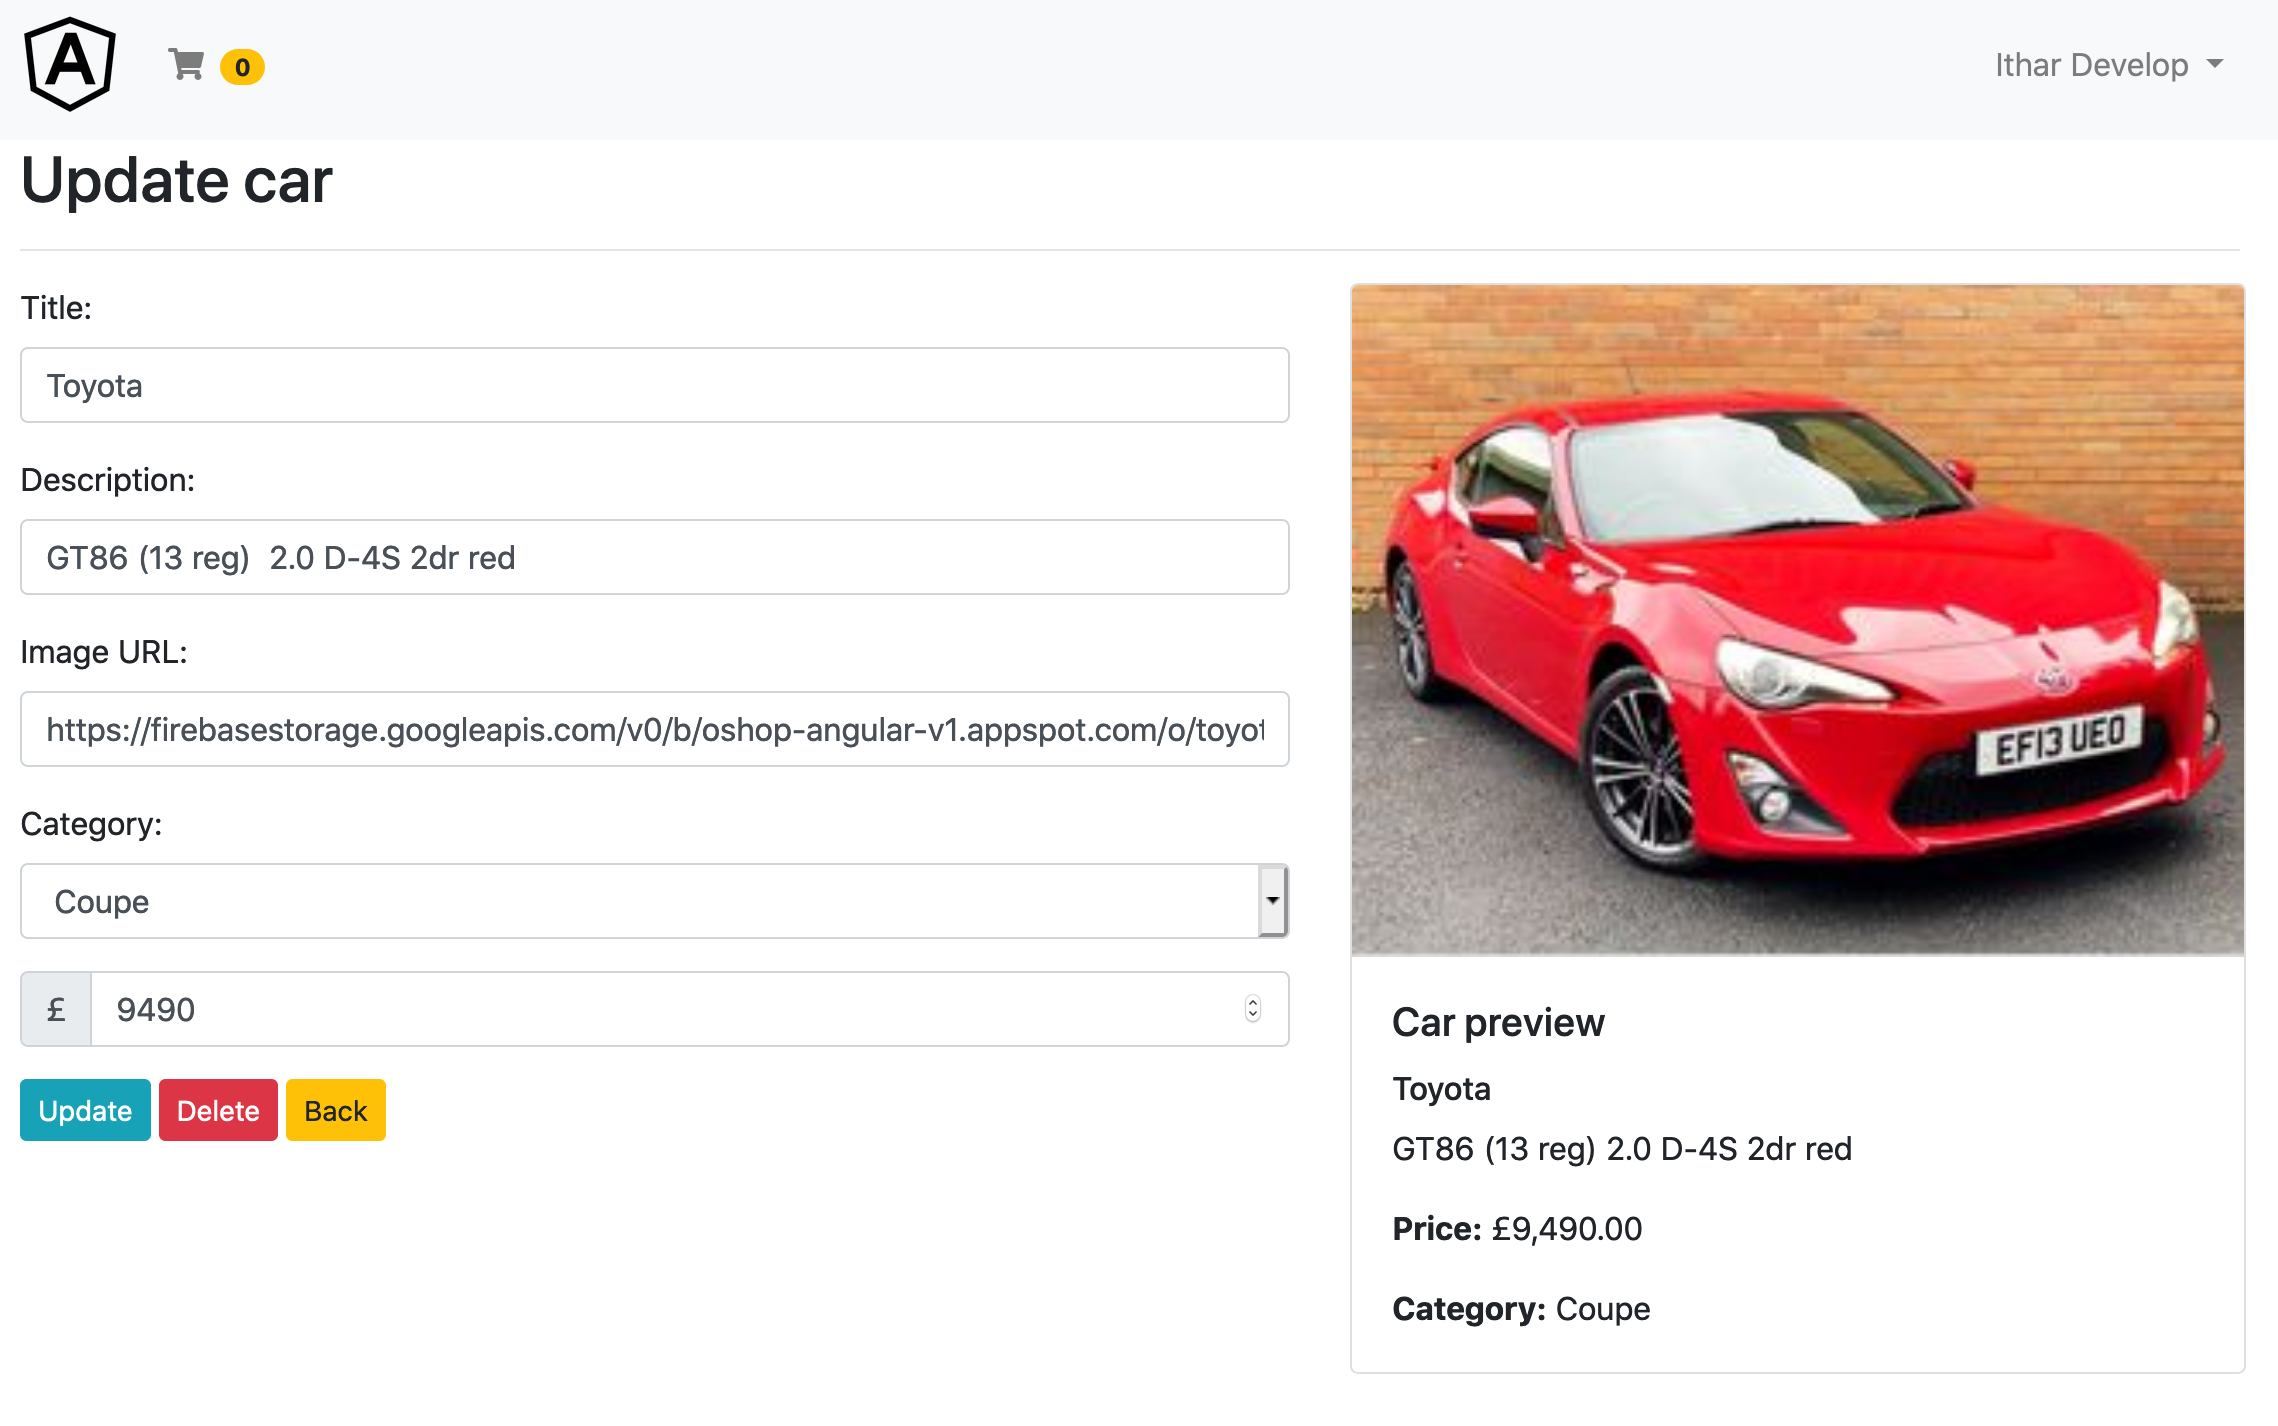 A
0
Ithar Develop
Update car
Title:
Toyota
Description:
GT86 (13 reg)  2.0 D-4S 2dr red
Image URL:
https://firebasestorage.googleapis.com/v0/b/oshop-angular-v1.appspot.com/o/toyot
Category:
Coupe
£ 9490
Update Delete Back
EF13 UEO
Car preview
Toyota
GT86 (13 reg) 2.0 D-4S 2dr red
Price: £9,490.00
Category: Coupe